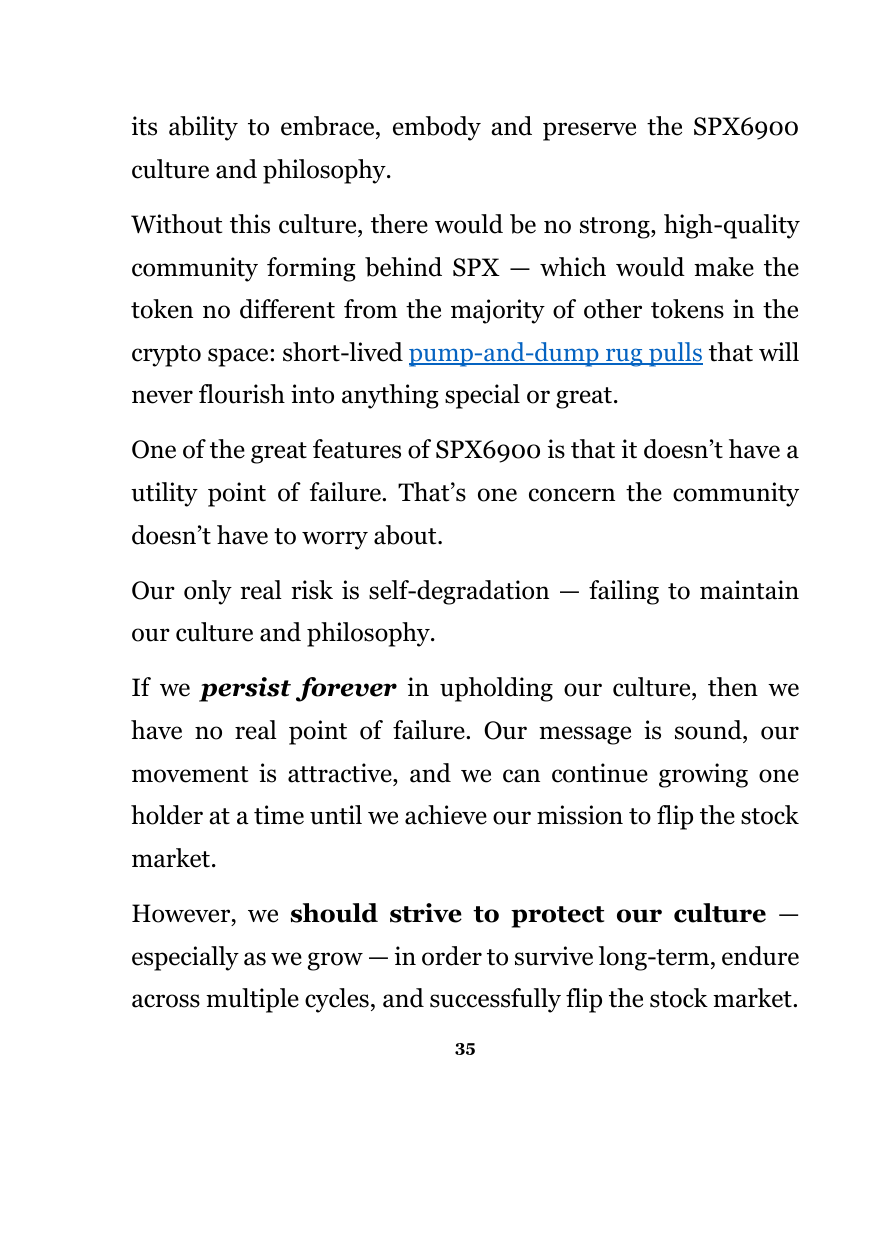 its ability to embrace, embody and preserve the SPX6900
culture and philosophy.
Without this culture, there would be no strong, high-quality
community forming behind SPX — which would make the
token no different from the majority of other tokens in the
crypto space: short-lived pump-and-dump rug pulls that will
never flourish into anything special or great.
One of the great features of SPX6900 is that it doesn’t have a
utility point of failure. That’s one concern the community
doesn’t have to worry about.
Our only real risk is self-degradation — failing to maintain
our culture and philosophy.
If we persist forever in upholding our culture, then we
have no real point of failure. Our message is sound, our
movement is attractive, and we can continue growing one
holder at a time until we achieve our mission to flip the stock
market.
However, we should strive to protect our culture —
especially as we grow — in order to survive long-term, endure
across multiple cycles, and successfully flip the stock market.
35